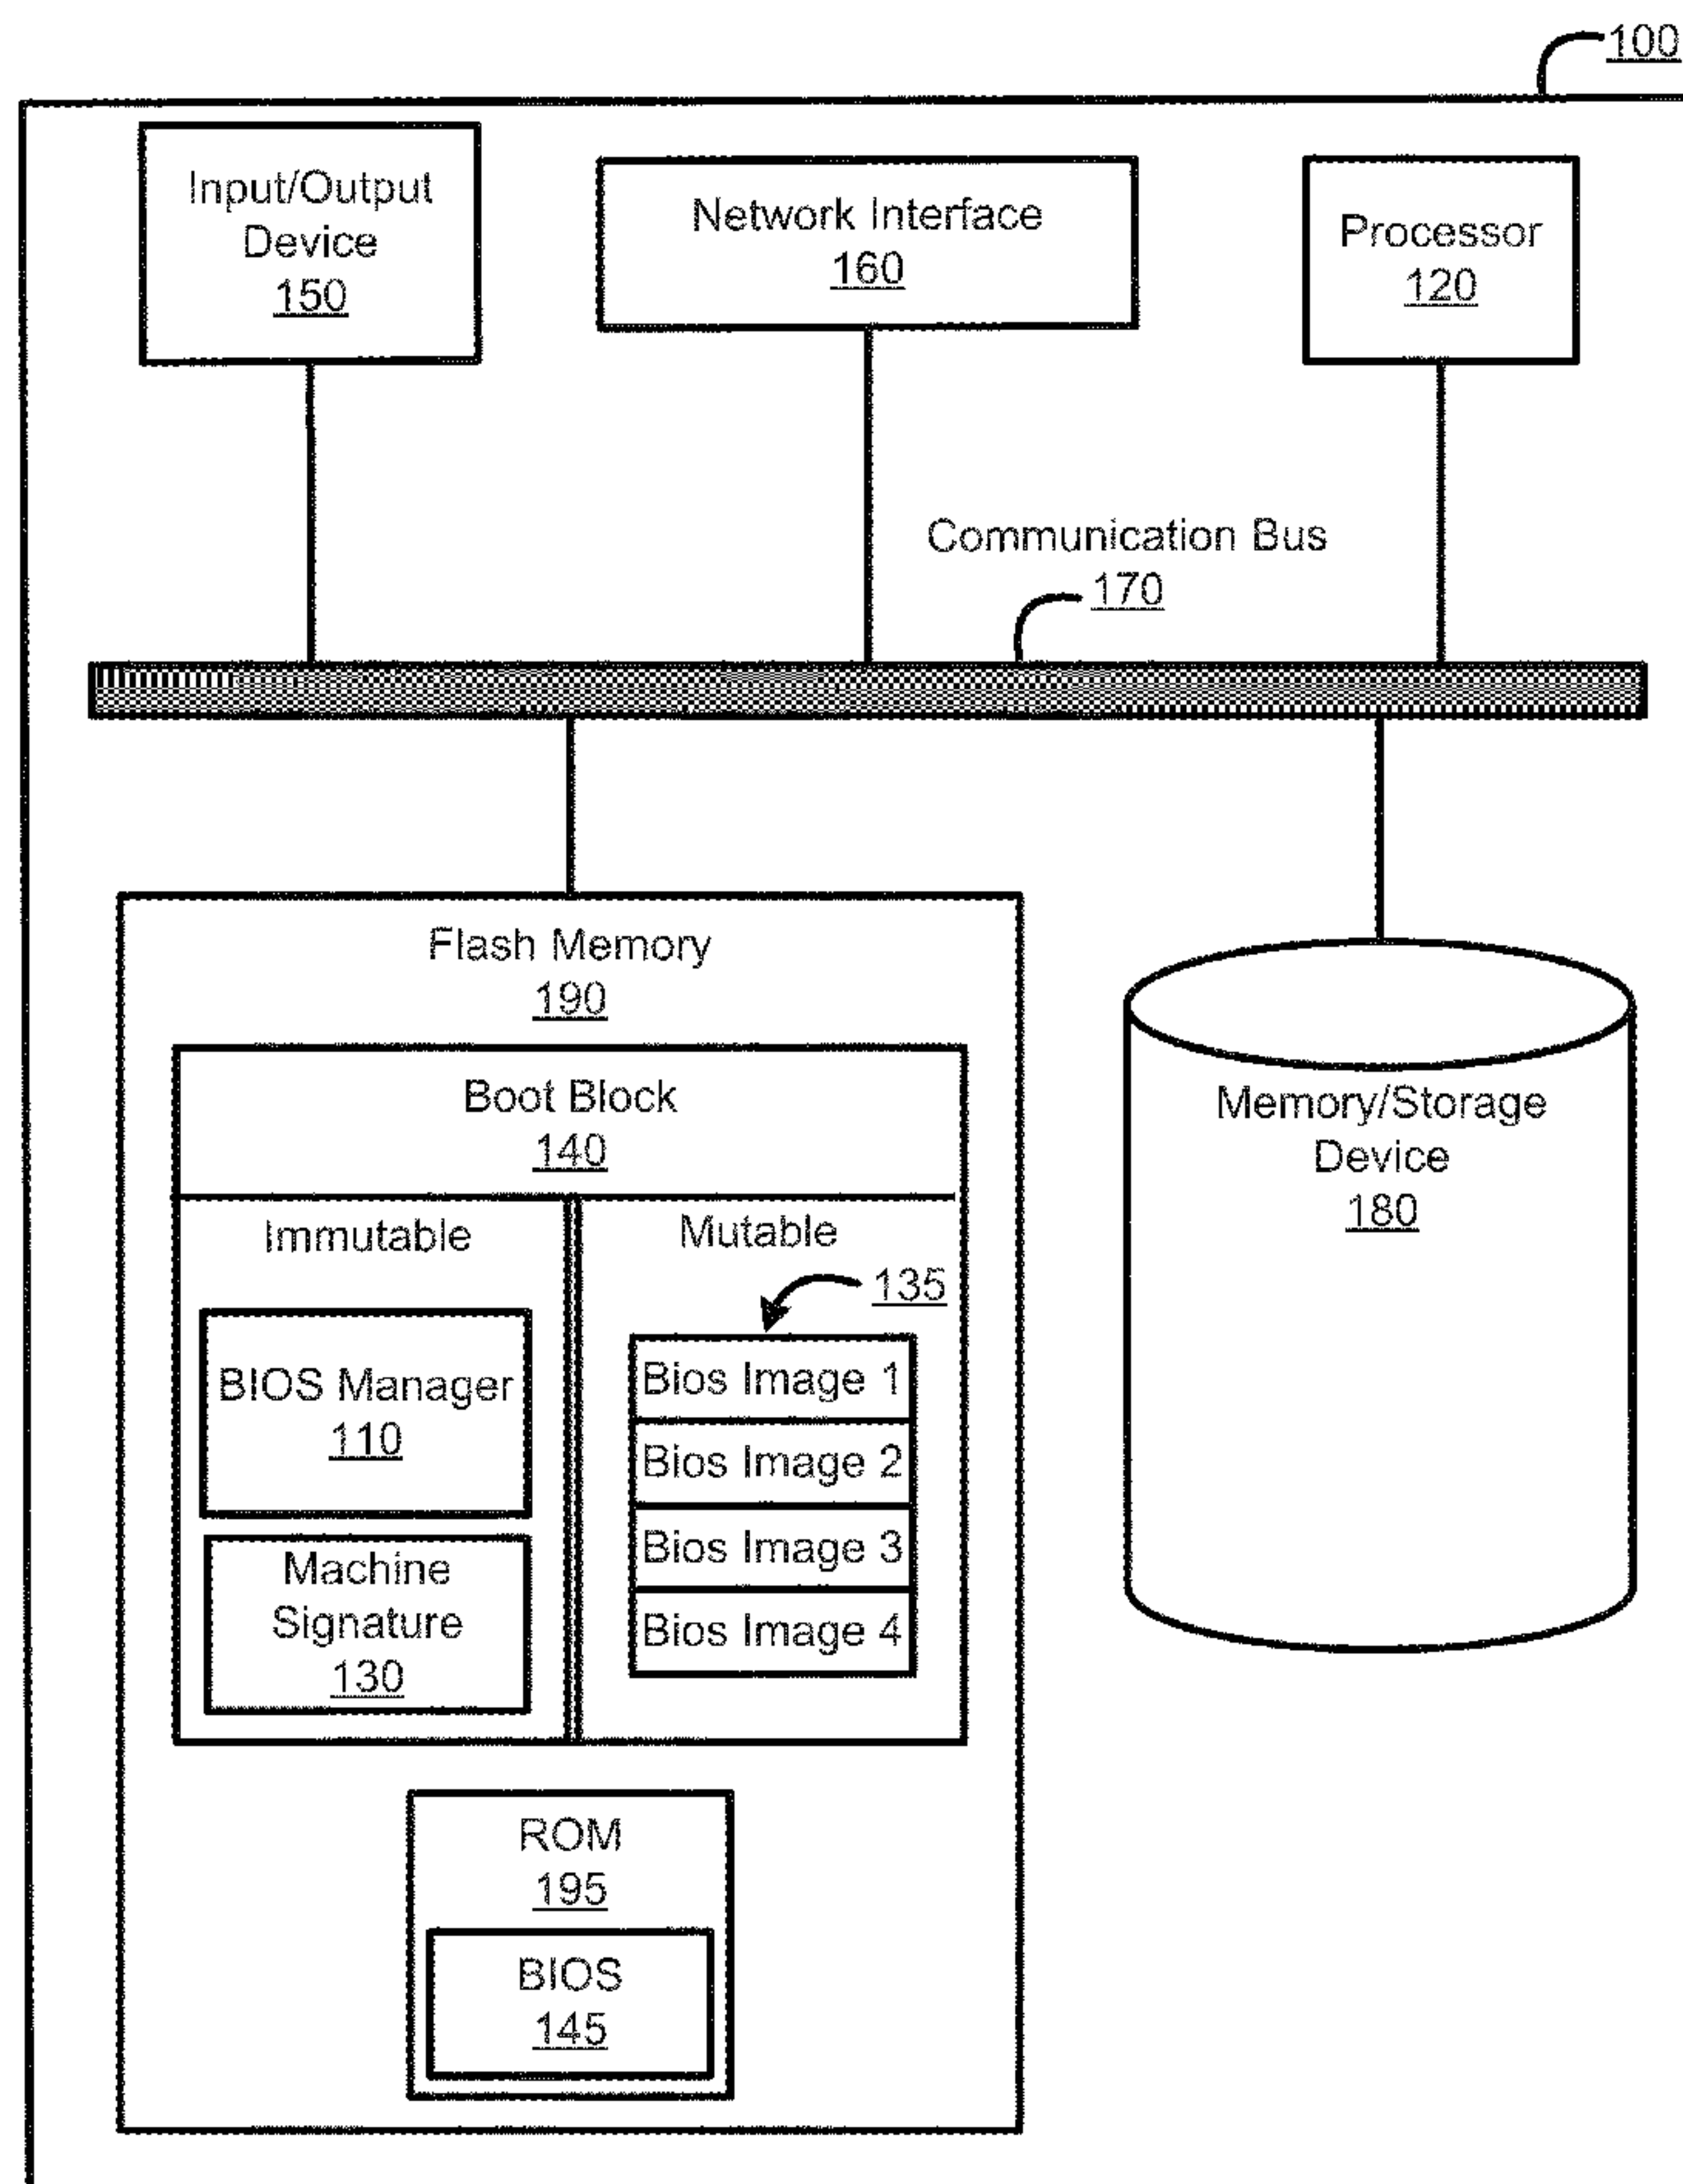 100
Input/Output
Device
150
Network Interface
160
Processor
120
Communication Bus
170
Flash Memory
190
Boot Block
140
Immutable
BIOS Manager
110
Machine
Signature
130
Mutable
135
Bios Image 1
Bios Image 2
Bios Image 3
Bios Image 4
ROM
195
BIOS
145
Memory/Storage
Device
180